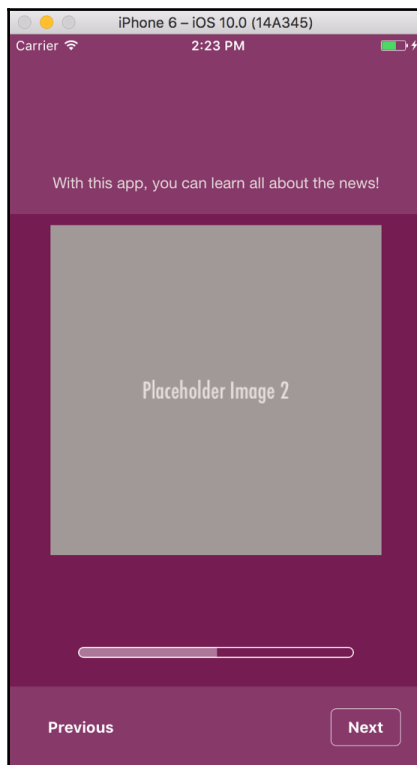 iPhone 6 – iOS 10.0 (14A345)
Carrier 2:23 PM
With this app, you can learn all about the news!
Placeholder Image 2
Previous Next